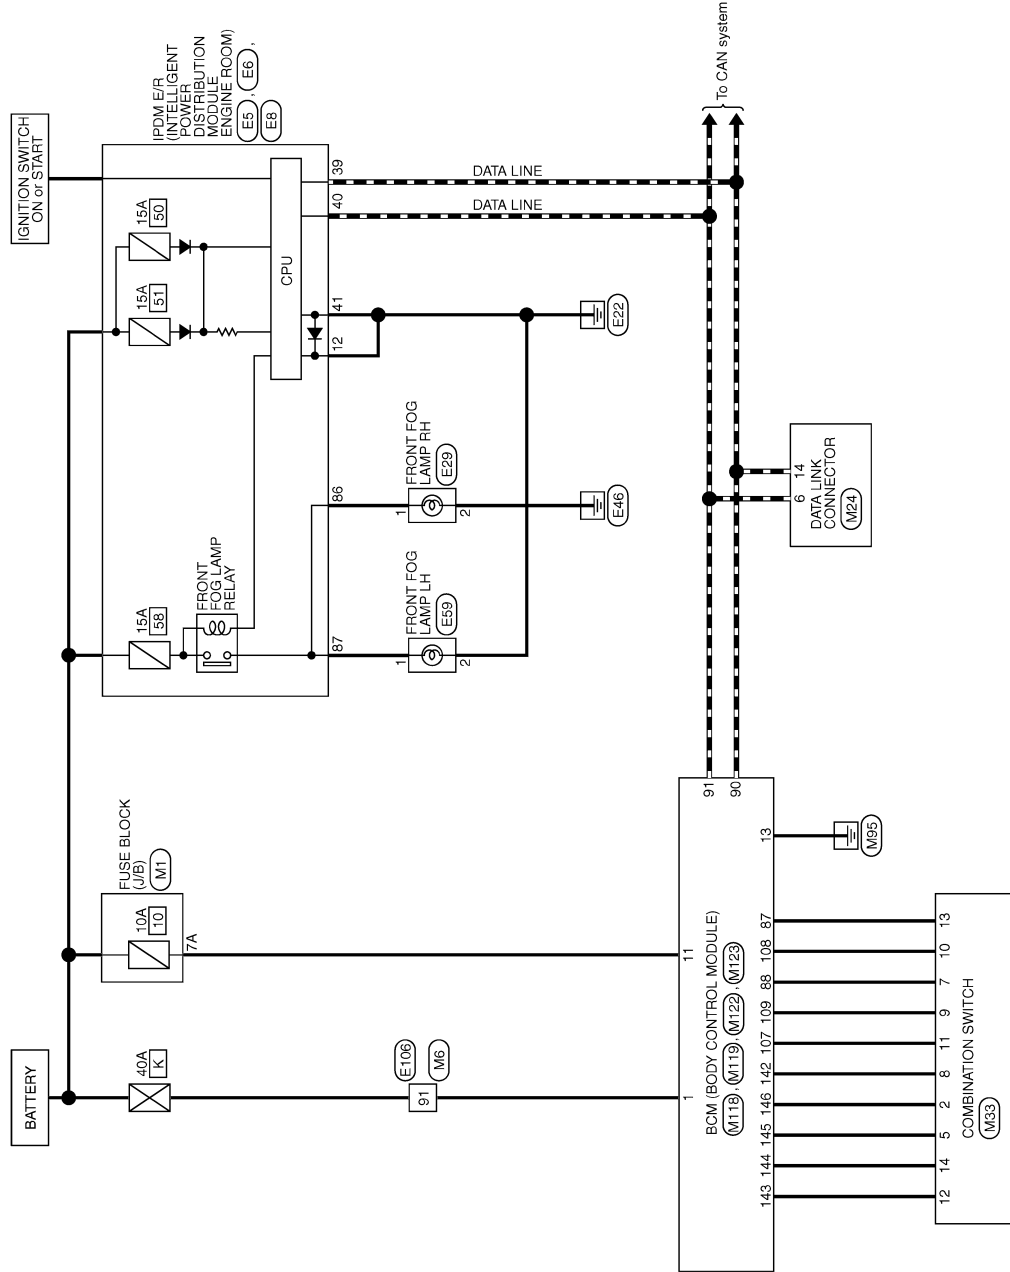 IGNITION SWITCH
ON or START
BATTERY
IPDM E/R
(INTELLIGENT
POWER
DISTRIBUTION
MODULE
ENGINE ROOM)
E5 , E6 ,
E8
15A
50
15A
51
CPU
39
40
41
12
86
87
DATA LINE
DATA LINE
To CAN system
15A
58
FRONT
FOG LAMP
RELAY
FRONT FOG
LAMP RH
E29
1
2
FRONT FOG
LAMP LH
E59
1
2
E22
E46
6
14
DATA LINK
CONNECTOR
M24
FUSE BLOCK
(J/B)
M1
10A
10
7A
40A
K
E106
M6
91
91
90
13
M95
11
1
BCM (BODY CONTROL MODULE)
M118 , M119 , M122 , M123
143 144 145 146 142 107 109 88 108 87
12 14 5 2 8 11 9 7 10 13
COMBINATION SWITCH
M33